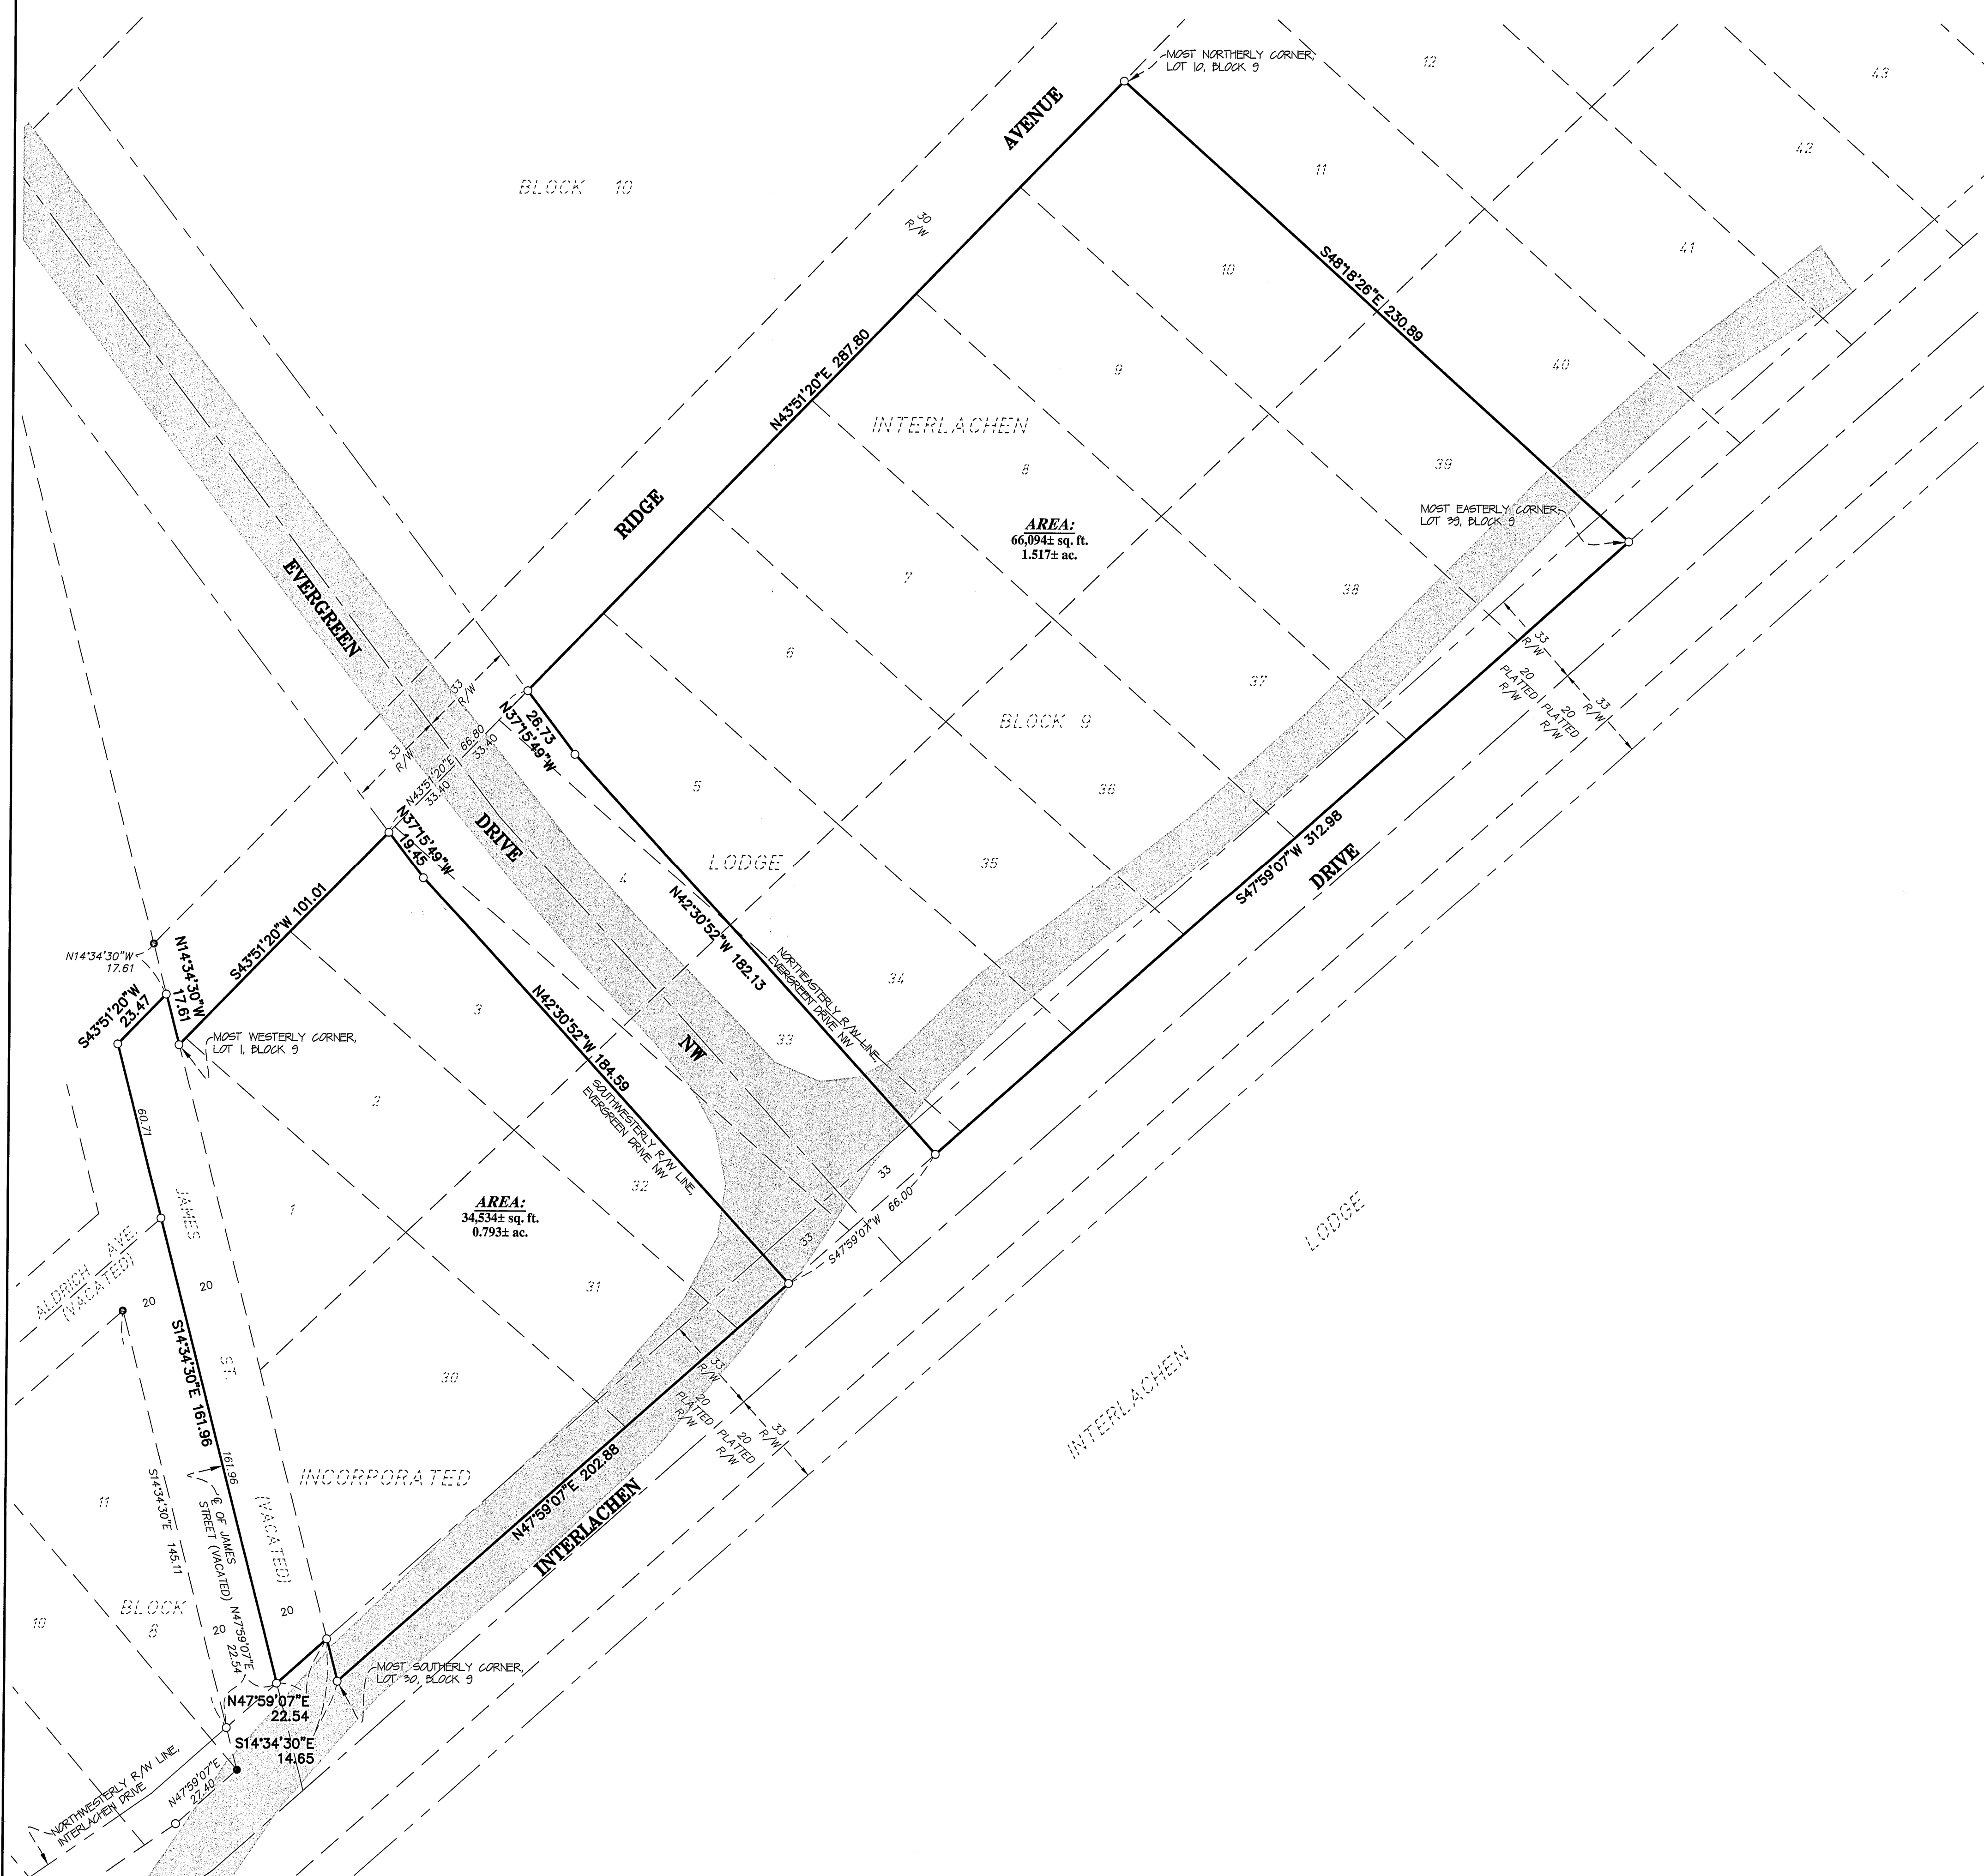 MOST NORTHERLY CORNER,
LOT 10, BLOCK 9
12
43
AVENUE
11
42
BLOCK 10
30
R/W
10
41
S48°18'26"E 230.89
N43°51'20"E 287.80
9
40
INTERLACHEN
8
39
MOST EASTERLY CORNER,
LOT 39, BLOCK 9
RIDGE
AREA:
66,094± sq. ft.
1.517± ac.
EVERGREEN
7
38
6
37
33
R/W
20
PLATTED
R/W
20
PLATTED
R/W
33
R/W
33
R/W
33
R/W
N43°51'20"E
66.80
33.40
33.40
26.73
N37°15'49"W
BLOCK 9
5
36
N37°15'49"W
19.45
DRIVE
LODGE
4
35
S47°59'07"W 312.98
DRIVE
N42°30'52"W 182.13
NORTHEASTERLY R/W LINE,
EVERGREEN DRIVE NW
34
S43°51'20"W 101.01
N14°34'30"W
17.61
N14°34'30"W
17.61
S43°51'20"W
23.47
3
N42°30'52"W 184.59
SOUTHWESTERLY R/W LINE,
EVERGREEN DRIVE NW
NW
33
MOST WESTERLY CORNER,
LOT 1, BLOCK 9
2
60.71
32
33
33
S47°59'07"W 66.00
JAMES
1
AREA:
34,534± sq. ft.
0.793± ac.
LODGE
ALDRICH AVE.
(VACATED)
20
20
31
S14°34'30"E 161.96
ST.
30
33
R/W
20
PLATTED
R/W
20
PLATTED
R/W
33
R/W
INTERLACHEN
161.96
INCORPORATED
N47°59'07"E 202.88
INTERLACHEN
11
S14°34'30"E 145.11
℄ OF JAMES
STREET (VACATED)
(VACATED)
BLOCK
8
10
20
20
N47°59'07"E
22.54
MOST SOUTHERLY CORNER,
LOT 30, BLOCK 9
N47°59'07"E
22.54
S14°34'30"E
14.65
N47°59'07"E
27.40
NORTHWESTERLY R/W LINE,
INTERLACHEN DRIVE